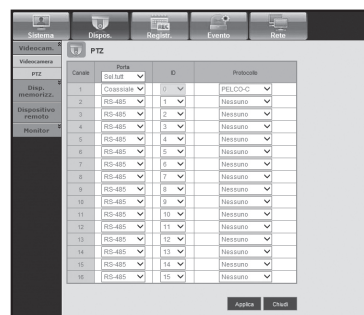 Sistema Dispos. Registr. Evento Rete
REC
Videocam.
Videocamera
PTZ
Disp. memorizz.
Dispositivo remoto
Monitor
PTZ
Canale Porta ID Protocollo
Sel.tutt
1 Coassiale 0 PELCO-C
2 RS-485 1 Nessuno
3 RS-485 2 Nessuno
4 RS-485 3 Nessuno
5 RS-485 4 Nessuno
6 RS-485 5 Nessuno
7 RS-485 6 Nessuno
8 RS-485 7 Nessuno
9 RS-485 8 Nessuno
10 RS-485 9 Nessuno
11 RS-485 10 Nessuno
12 RS-485 11 Nessuno
13 RS-485 12 Nessuno
14 RS-485 13 Nessuno
15 RS-485 14 Nessuno
16 RS-485 15 Nessuno
Applica Chiudi